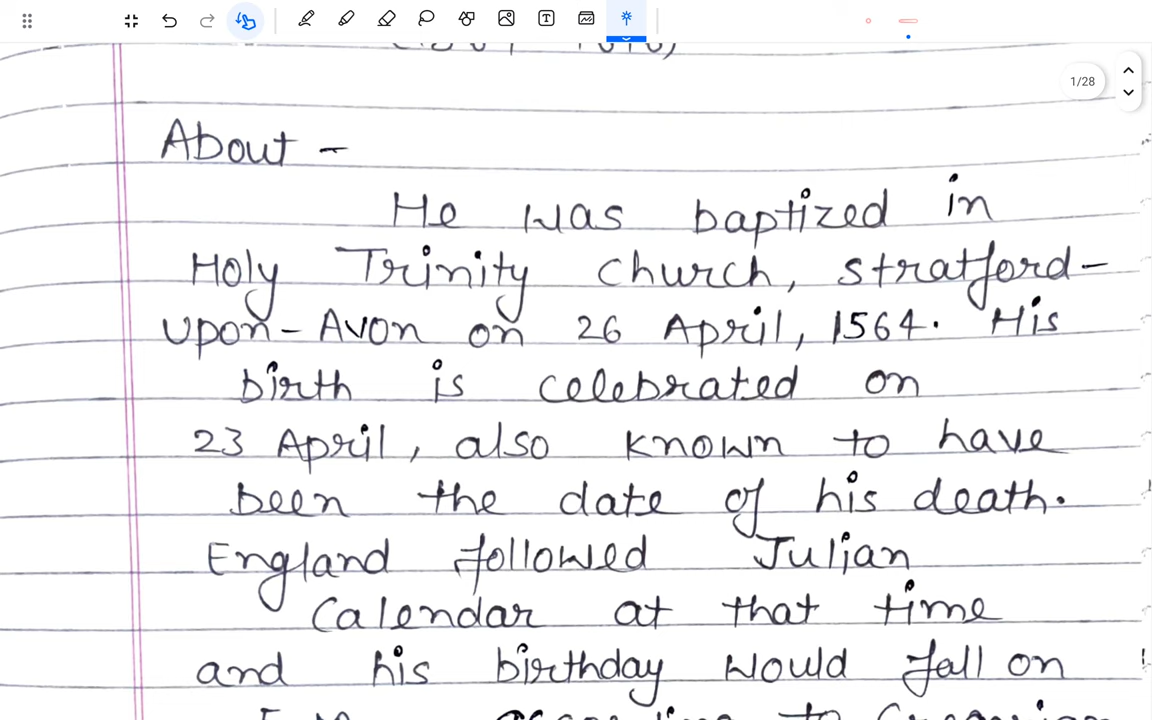 1/28
About -
He was baptized in
Holy Trinity Church, Stratford-
upon-Avon on 26 April, 1564. His
birth is celebrated on
23 April, also known to have
been the date of his death.
England followed Julian
Calendar at that time
and his birthday would fall on